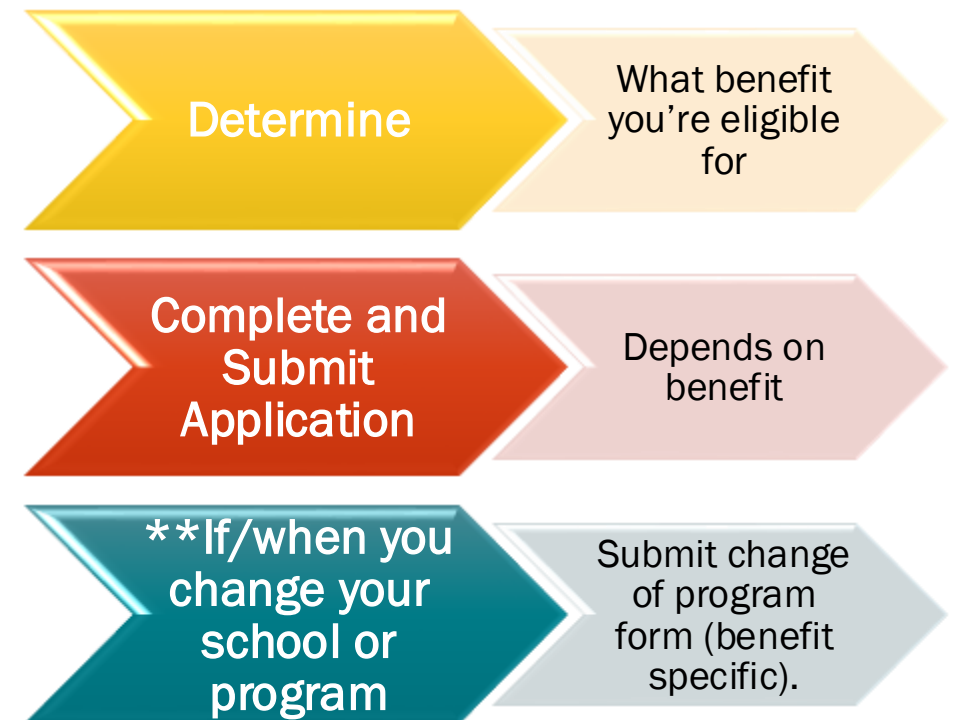 Determine
What benefit
you’re eligible
for
Complete and
Submit
Application
Depends on
benefit
**If/when you
change your
school or
program
Submit change
of program
form (benefit
specific).